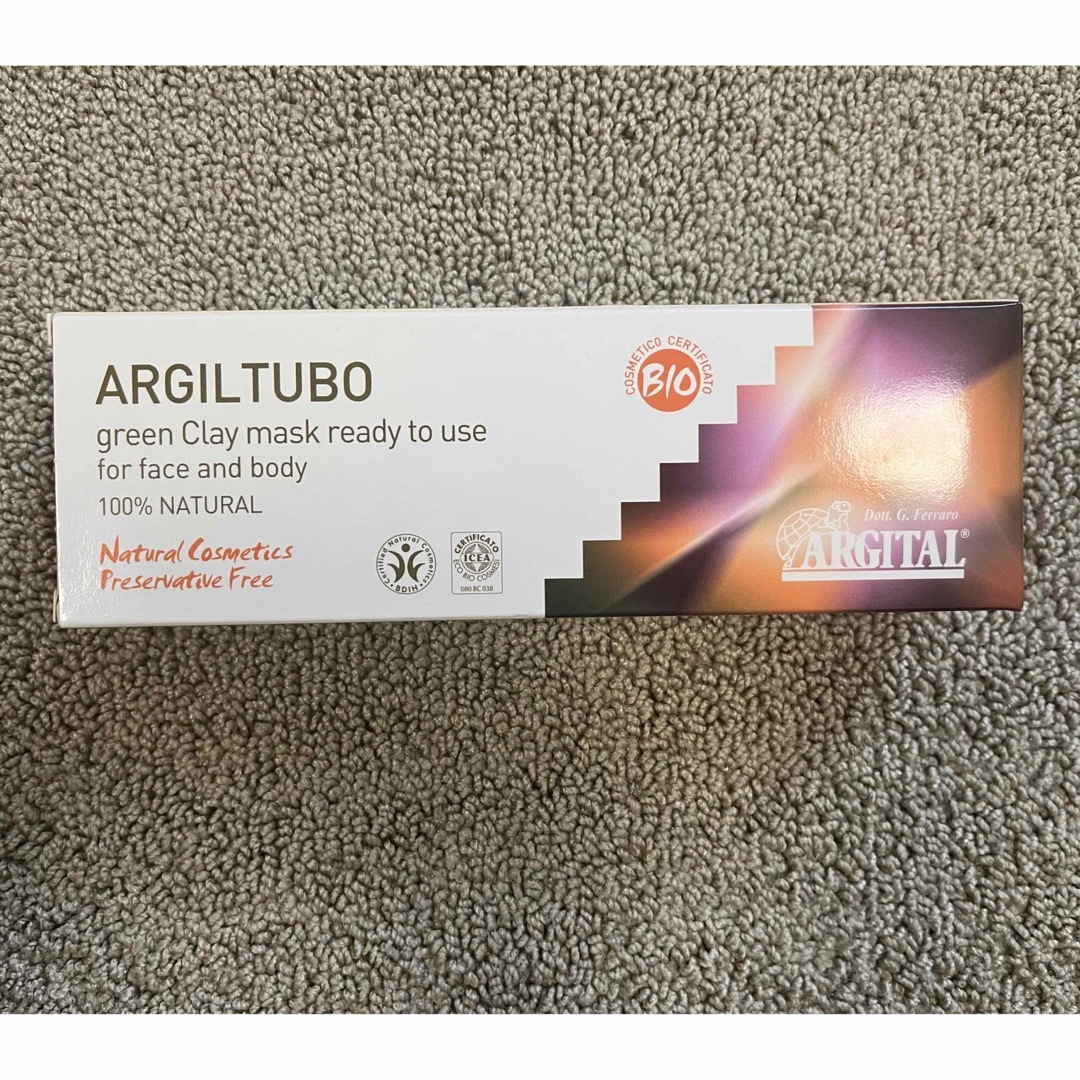 ARGILTUBO
green Clay mask ready to use
for face and body
100% NATURAL
Natural Cosmetics
Preservative Free
Certified Natural Cosmetics
BDIH
CERTIFICATO
ICEA
ECO BIO COSMESI
080 BC 038
COSMETICO CERTIFICATO
BIO
Dott. G. Ferraro
ARGITAL®